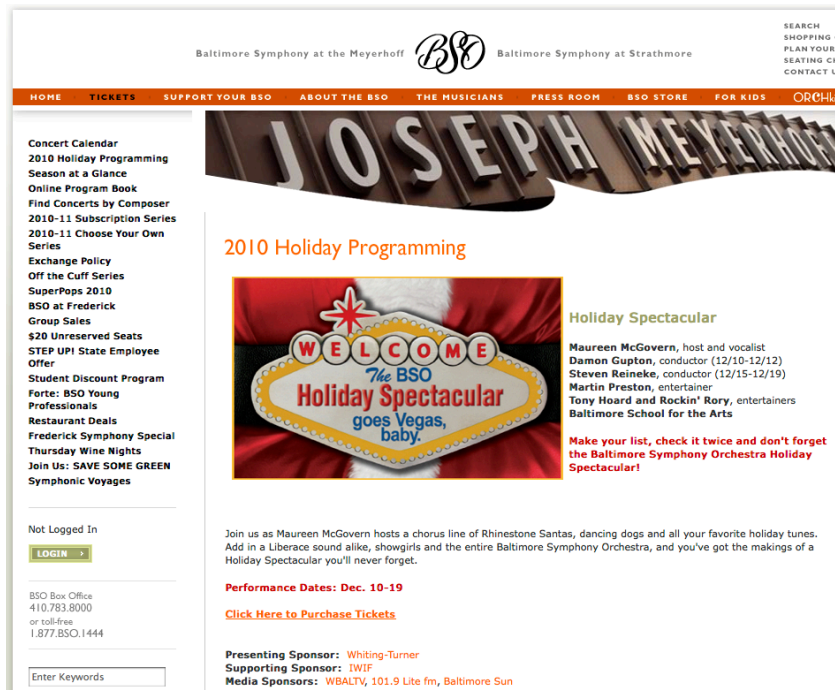 Baltimore Symphony at the Meyerhoff
BSO
Baltimore Symphony at Strathmore
SEARCH
SHOPPING
PLAN YOUR
SEATING
CONTACT
HOME
TICKETS
SUPPORT YOUR BSO
ABOUT THE BSO
THE MUSICIANS
PRESS ROOM
BSO STORE
FOR KIDS
JOSEPH MEYERHOF
Concert Calendar
2010 Holiday Programming
Season at a Glance
Online Program Book
Find Concerts by Composer
2010-11 Subscription Series
2010-11 Choose Your Own
Series
Exchange Policy
Off the Cuff Series
SuperPops 2010
BSO at Frederick
Group Sales
$20 Unreserved Seats
STEP UP! State Employee
Offer
Student Discount Program
Forte: BSO Young
Professionals
Restaurant Deals
Frederick Symphony Special
Thursday Wine Nights
Join Us: SAVE SOME GREEN
Symphonic Voyages
Not Logged In
LOGIN >
BSO Box Office
410.783.8000
or toll-free
1.877.BSO.1444
Enter Keywords
2010 Holiday Programming
WELCOME
The BSO
Holiday Spectacular
goes Vegas,
baby.
Holiday Spectacular
Maureen McGovern, host and vocalist
Damon Gupton, conductor (12/10-12/12)
Steven Reineke, conductor (12/15-12/19)
Martin Preston, entertainer
Tony Hoard and Rockin' Rory, entertainers
Baltimore School for the Arts
Make your list, check it twice and don't forget
the Baltimore Symphony Orchestra Holiday
Spectacular!
Join us as Maureen McGovern hosts a chorus line of Rhinestone Santas, dancing dogs and all your favorite holiday tunes.
Add in a Liberace sound alike, showgirls and the entire Baltimore Symphony Orchestra, and you've got the makings of a
Holiday Spectacular you'll never forget.
Performance Dates: Dec. 10-19
Click Here to Purchase Tickets
Presenting Sponsor: Whiting-Turner
Supporting Sponsor: IWIF
Media Sponsors: WBALTV, 101.9 Lite fm, Baltimore Sun